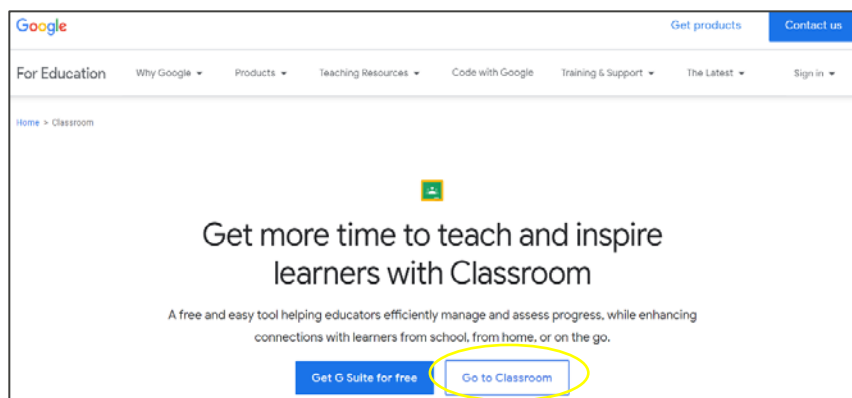 Google
Get products
Contact us
For Education
Why Google
Products
Teaching Resources
Code with Google
Training & Support
The Latest
Sign in
Home > Classroom
Get more time to teach and inspire
learners with Classroom
A free and easy tool helping educators efficiently manage and assess progress, while enhancing
connections with learners from school, from home, or on the go.
Get G Suite for free
Go to Classroom